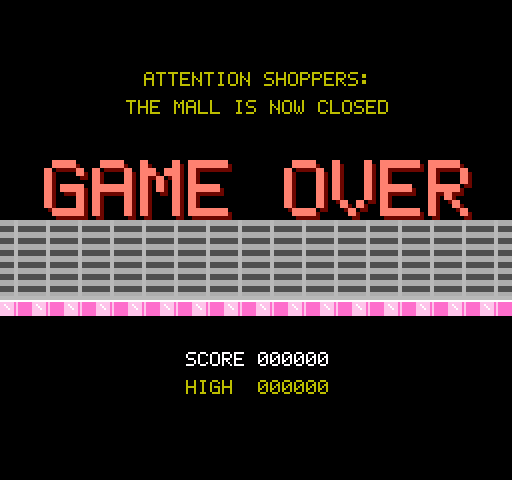 ATTENTION SHOPPERS:
THE MALL IS NOW CLOSED
GAME OVER
SCORE 000000
HIGH 000000